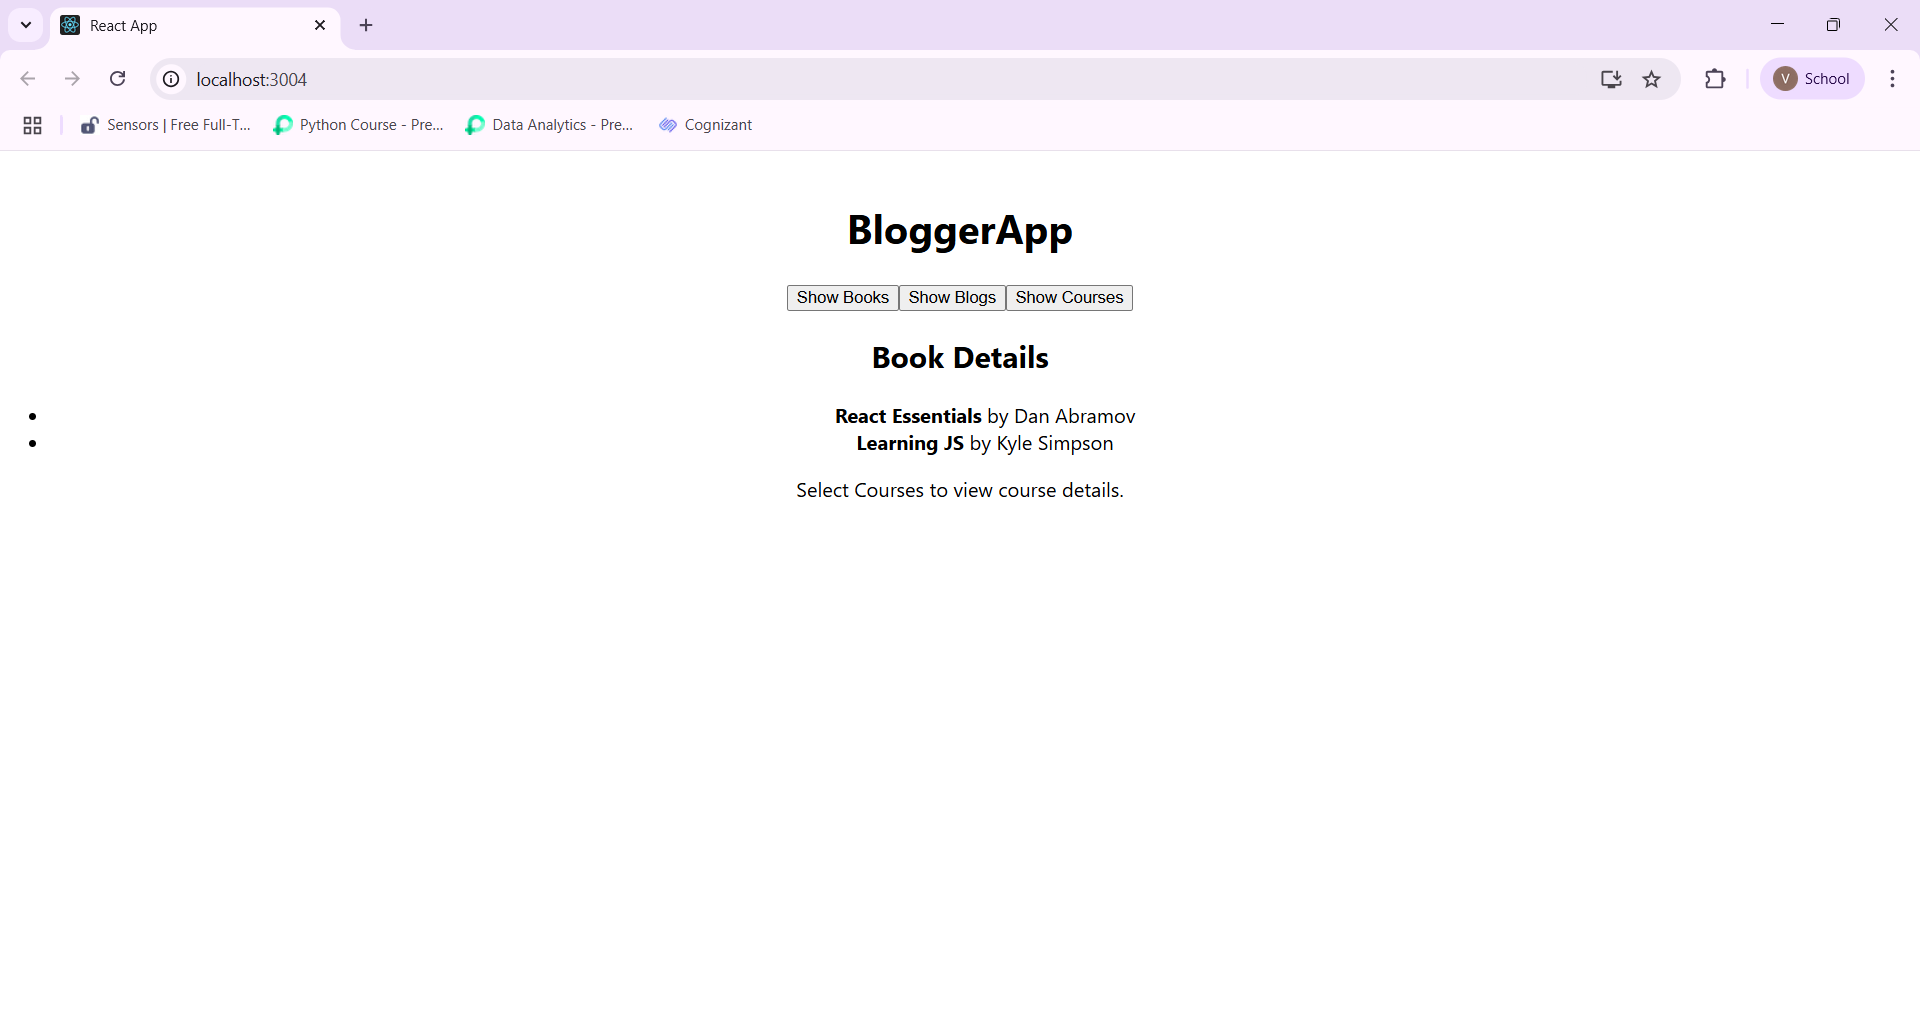 React App
localhost:3004
V School
Sensors | Free Full-T... Python Course - Pre... Data Analytics - Pre... Cognizant
BloggerApp
Show Books Show Blogs Show Courses
Book Details
• React Essentials by Dan Abramov
• Learning JS by Kyle Simpson
Select Courses to view course details.